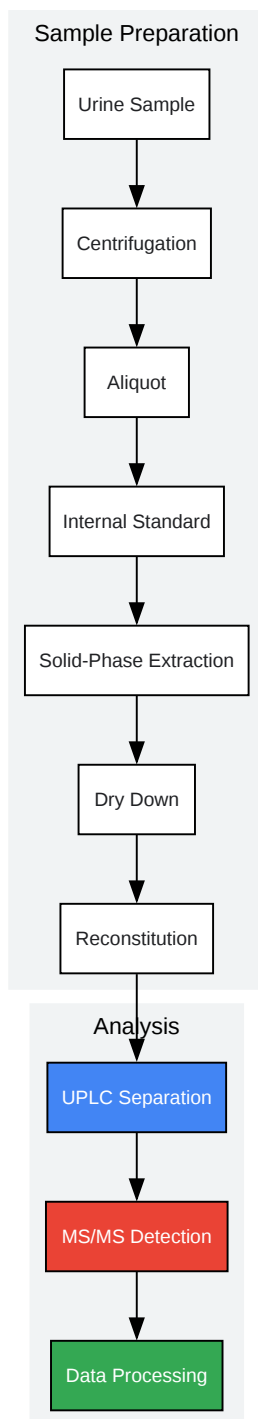 Sample Preparation
Urine Sample
Centrifugation
Aliquot
Internal Standard
Solid-Phase Extraction
Dry Down
Reconstitution
Analysis
UPLC Separation
MS/MS Detection
Data Processing